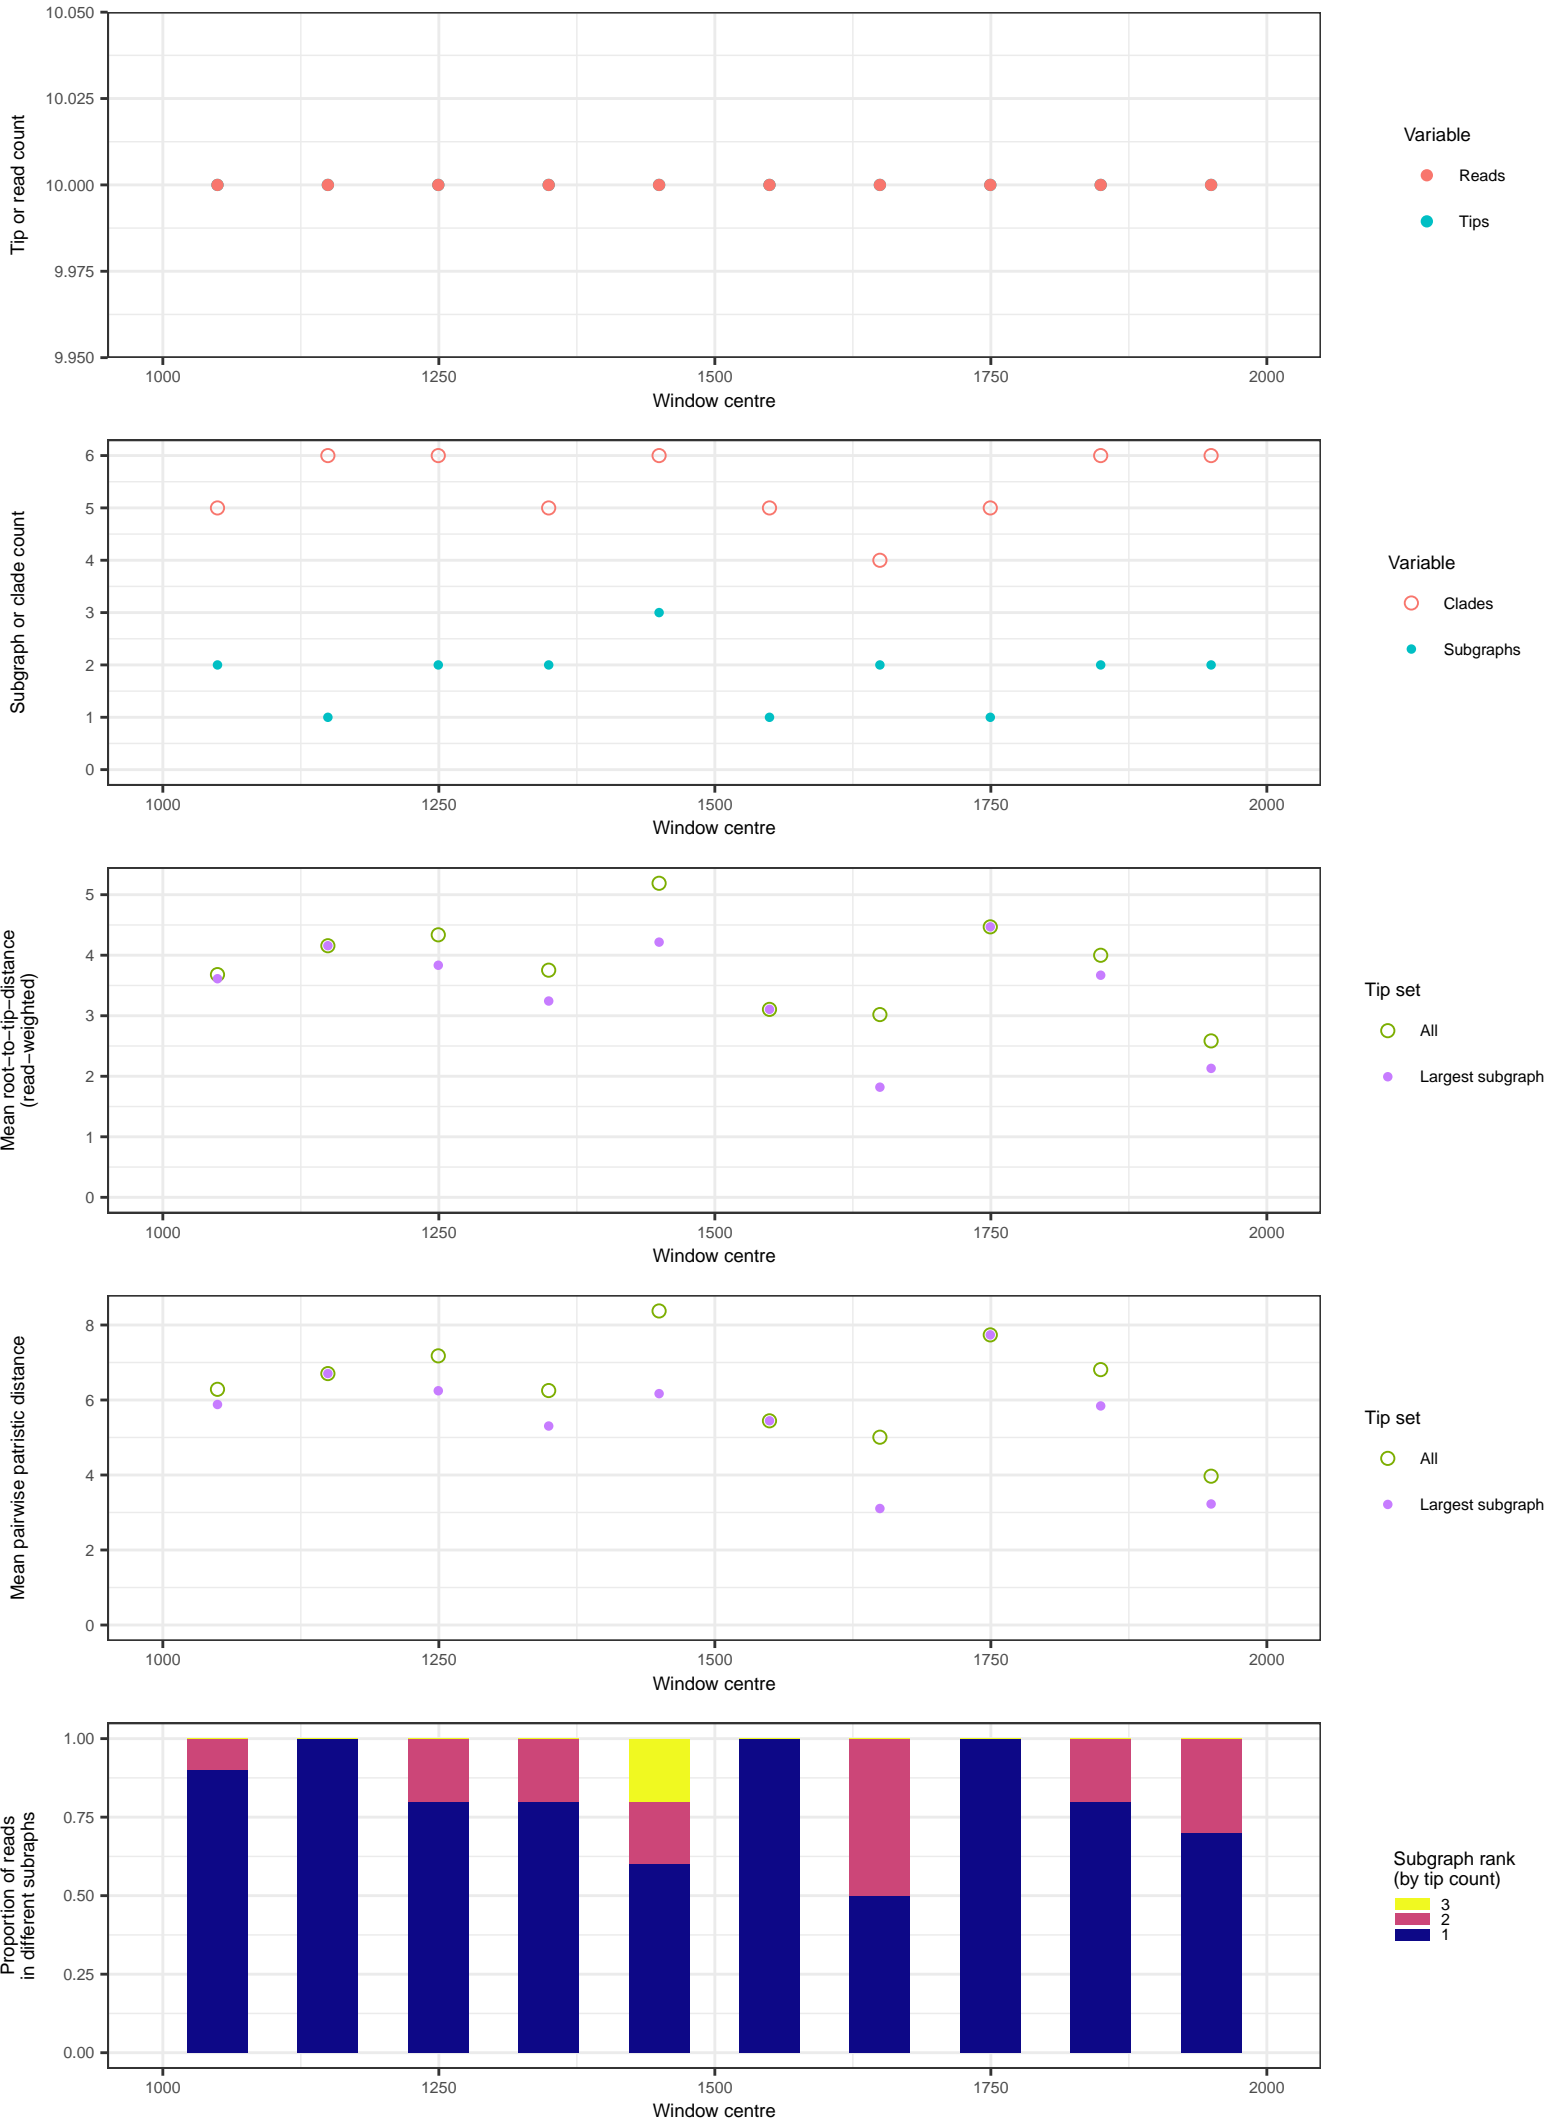 10.050
10.025
10.000
9.975
9.950
Tip or read count
1000 1250 1500 1750 2000
Window centre
Variable
Reads
Tips
6
5
4
3
2
1
0
Subgraph or clade count
1000 1250 1500 1750 2000
Window centre
Variable
Clades
Subgraphs
5
4
3
2
1
0
Mean root−to−tip−distance
(read−weighted)
1000 1250 1500 1750 2000
Window centre
Tip set
All
Largest subgraph
8
6
4
2
0
Mean pairwise patristic distance
1000 1250 1500 1750 2000
Window centre
Tip set
All
Largest subgraph
1.00
0.75
0.50
0.25
0.00
Proportion of reads
in different subraphs
1000 1250 1500 1750 2000
Window centre
Subgraph rank
(by tip count)
3
2
1